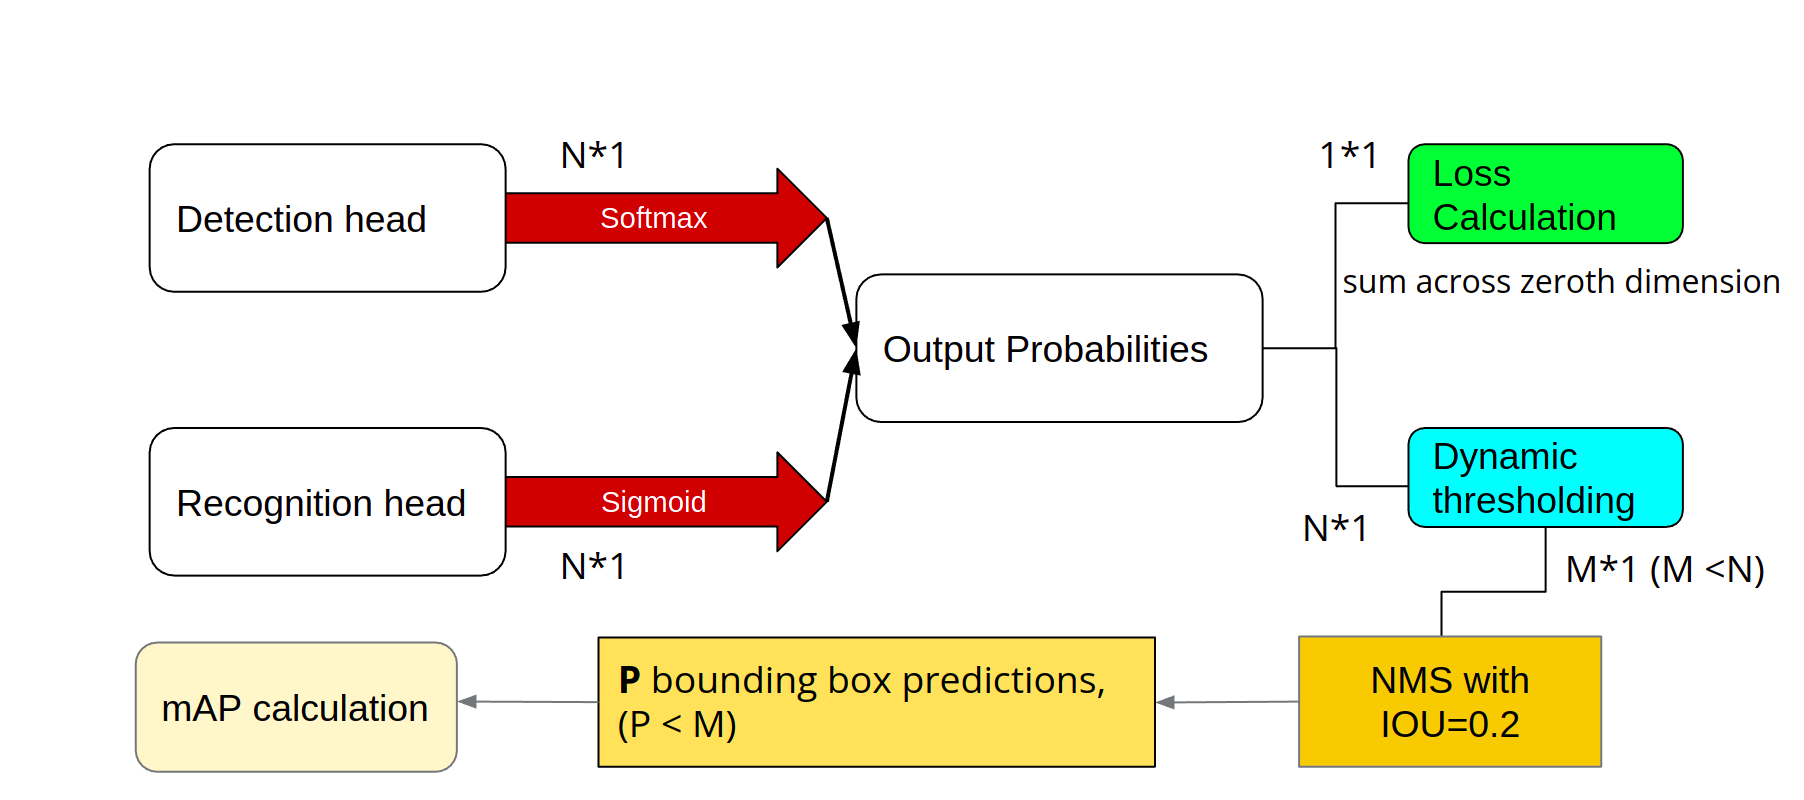 N*1
1*1
Loss
Calculation
Detection head
Softmax
sum across zeroth dimension
Output Probabilities
Dynamic
thresholding
Recognition head
Sigmoid
N*1
N*1
M*1 (M <N)
mAP calculation
P bounding box predictions,
(P < M)
NMS with
IOU=0.2